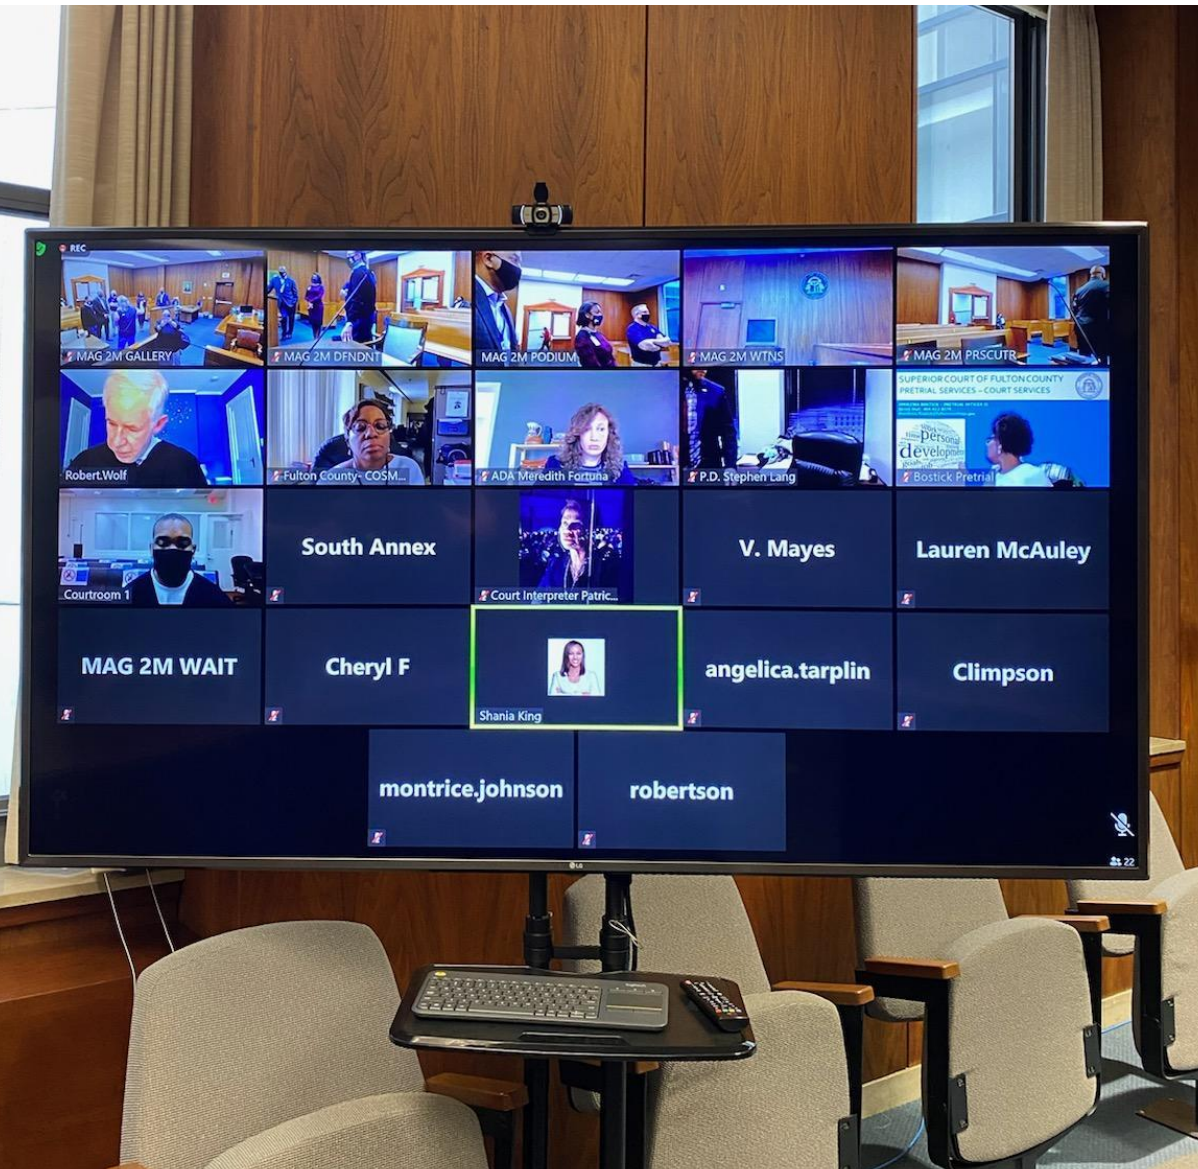 REC
MAG 2M GALLERY
MAG 2M DFNDNT
MAG 2M PODIUM
MAG 2M WTNS
MAG 2M PRSCUTR
Robert.Wolf
Fulton County- COSM...
ADA Meredith Fortuna
P.D. Stephen Lang
SUPERIOR COURT OF FULTON COUNTY
PRETRIAL SERVICES – COURT SERVICES
personal
development
Bostick Pretrial
Courtroom 1
South Annex
Court Interpreter Patric...
V. Mayes
Lauren McAuley
MAG 2M WAIT
Cheryl F
Shania King
angelica.tarplin
Climpson
montrice.johnson
robertson
22
LG